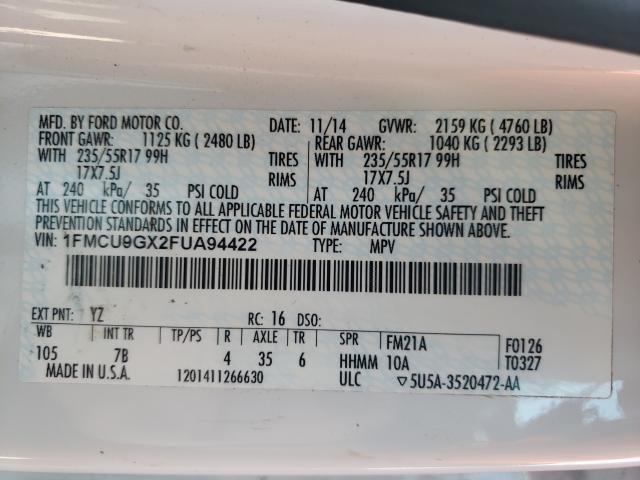 MFD. BY FORD MOTOR CO. DATE: 11/14 GVWR: 2159 KG ( 4760 LB)
FRONT GAWR: 1125 KG ( 2480 LB) REAR GAWR: 1040 KG ( 2293 LB)
WITH 235/55R17 99H TIRES WITH 235/55R17 99H TIRES
17X7.5J RIMS 17X7.5J RIMS
AT 240 kPa/ 35 PSI COLD AT 240 kPa/ 35 PSI COLD
THIS VEHICLE CONFORMS TO ALL APPLICABLE FEDERAL MOTOR VEHICLE SAFETY AND THEFT
PREVENTION STANDARDS IN EFFECT ON THE DATE OF MANUFACTURE SHOWN ABOVE.
VIN: 1FMCU9GX2FUA94422 TYPE: MPV
EXT PNT: YZ RC: 16 DSO:
WB INT TR TP/PS R AXLE TR SPR FM21A F0126
105 7B 4 35 6 HHMM 10A T0327
MADE IN U.S.A. 1201411266630 ULC ▽5U5A-3520472-AA